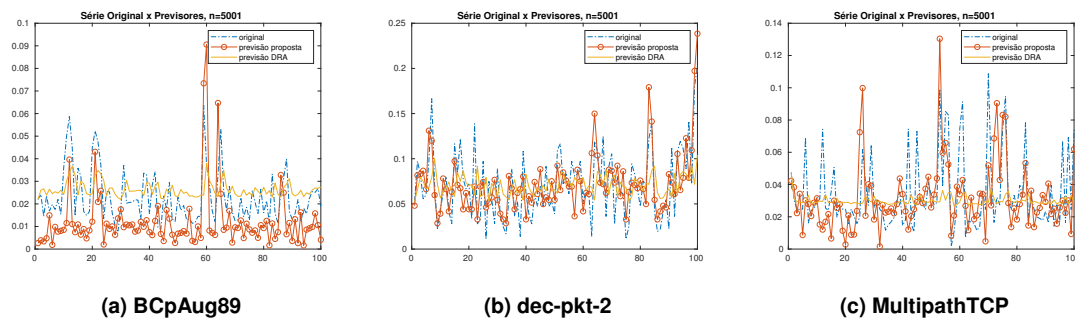 Série Original x Previsores, n=5001
original
previsão proposta
previsão DRA
0.1
0.09
0.08
0.07
0.06
0.05
0.04
0.03
0.02
0.01
0
0 20 40 60 80 100
(a) BCpAug89
Série Original x Previsores, n=5001
original
previsão proposta
previsão DRA
0.25
0.2
0.15
0.1
0.05
0
0 20 40 60 80 100
(b) dec-pkt-2
Série Original x Previsores, n=5001
original
previsão proposta
previsão DRA
0.14
0.12
0.1
0.08
0.06
0.04
0.02
0
0 20 40 60 80 100
(c) MultipathTCP